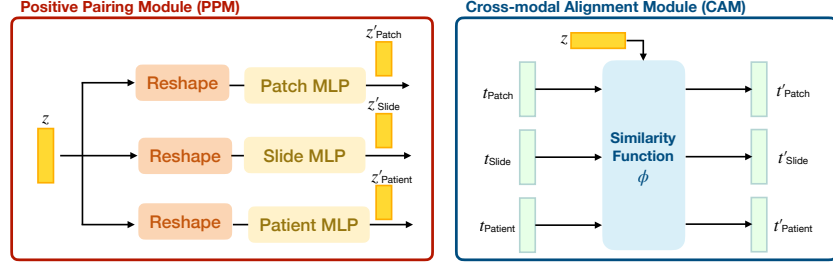 Positive Pairing Module (PPM)
z
Reshape
Patch MLP
z′Patch
Reshape
Slide MLP
z′Slide
Reshape
Patient MLP
z′Patient
Cross-modal Alignment Module (CAM)
z
tPatch
tSlide
tPatient
Similarity
Function
ϕ
t′Patch
t′Slide
t′Patient